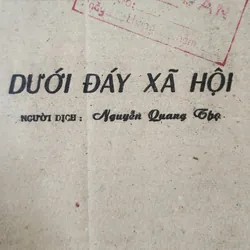 DƯỚI ĐÁY XÃ HỘI
NGƯỜI DỊCH: Nguyễn Quang Thọ